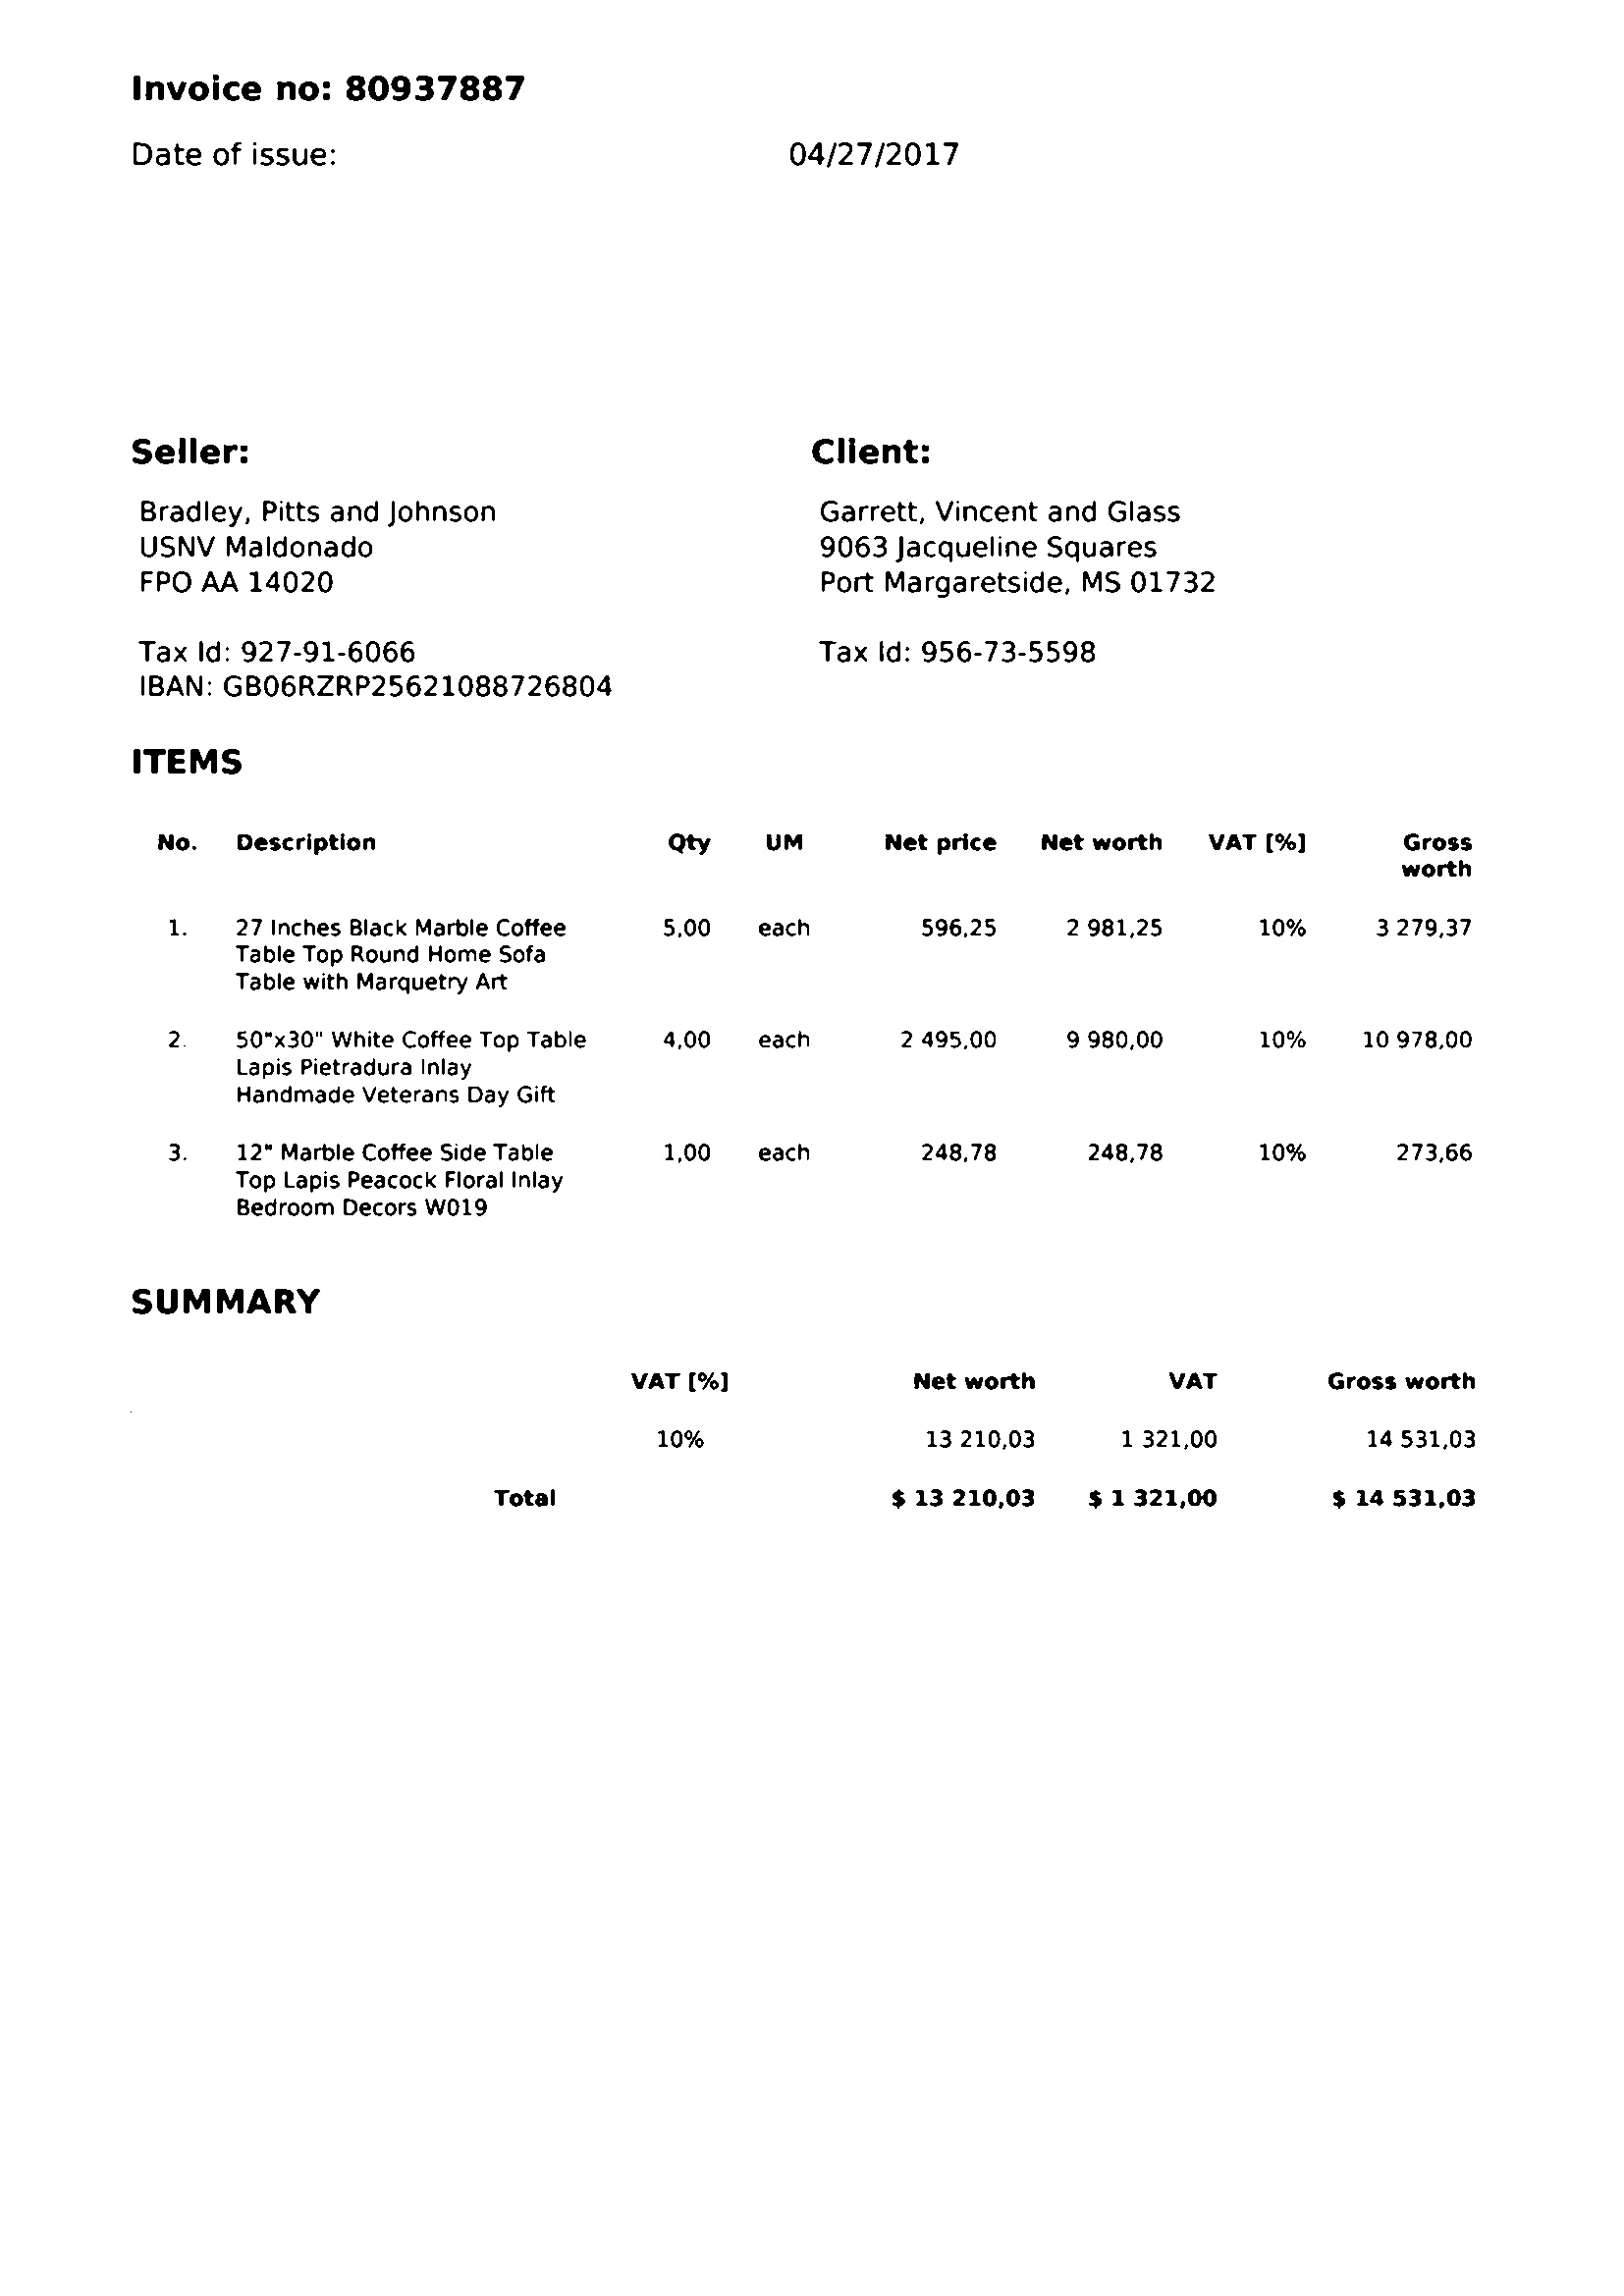 Invoice no: 80937887
Date of issue: 04/27/2017
Seller: Client:
Bradley, Pitts and Johnson Garrett, Vincent and Glass
USNV Maldonado 9063 Jacqueline Squares
FPO AA 14020 Port Margaretside, MS 01732
Tax Id: 927-91-6066 Tax Id: 956-73-5598
IBAN: GB06RZRP25621088726804
ITEMS
No. Description Qty UM Net price Net worth VAT [%] Gross
worth
1. 27 Inches Black Marble Coffee 5,00 each 596,25 2 981,25 10% 3 279,37
Table Top Round Home Sofa
Table with Marquetry Art
2. 50"x30" White Coffee Top Table 4,00 each 2 495,00 9 980,00 10% 10 978,00
Lapis Pietradura Inlay
Handmade Veterans Day Gift
3. 12" Marble Coffee Side Table 1,00 each 248,78 248,78 10% 273,66
Top Lapis Peacock Floral Inlay
Bedroom Decors W019
SUMMARY
VAT [%] Net worth VAT Gross worth
10% 13 210,03 1 321,00 14 531,03
Total $ 13 210,03 $ 1 321,00 $ 14 531,03